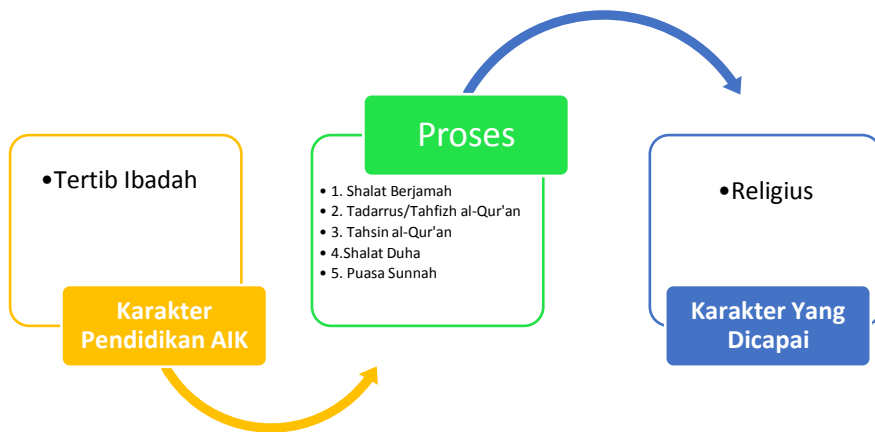 •Tertib Ibadah
Karakter
Pendidikan AIK
Proses
• 1. Shalat Berjamah
• 2. Tadarrus/Tahfizh al-Qur'an
• 3. Tahsin al-Qur'an
• 4.Shalat Duha
• 5. Puasa Sunnah
•Religius
Karakter Yang
Dicapai